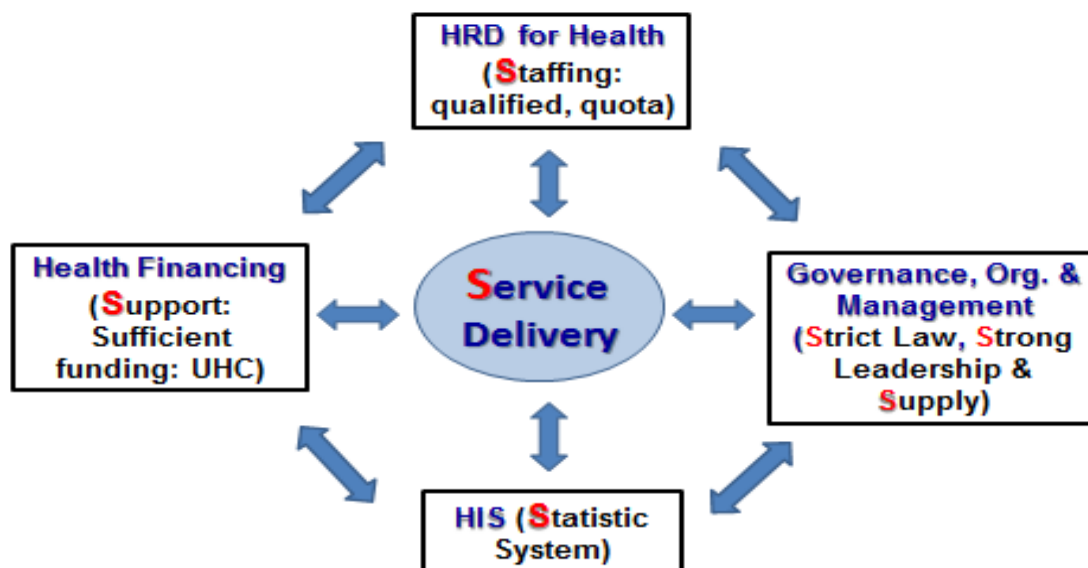 HRD for Health
(Staffing:
qualified, quota)
Health Financing
(Support:
Sufficient
funding: UHC)
Service
Delivery
Governance, Org. &
Management
(Strict Law, Strong
Leadership &
Supply)
HIS (Statistic
System)